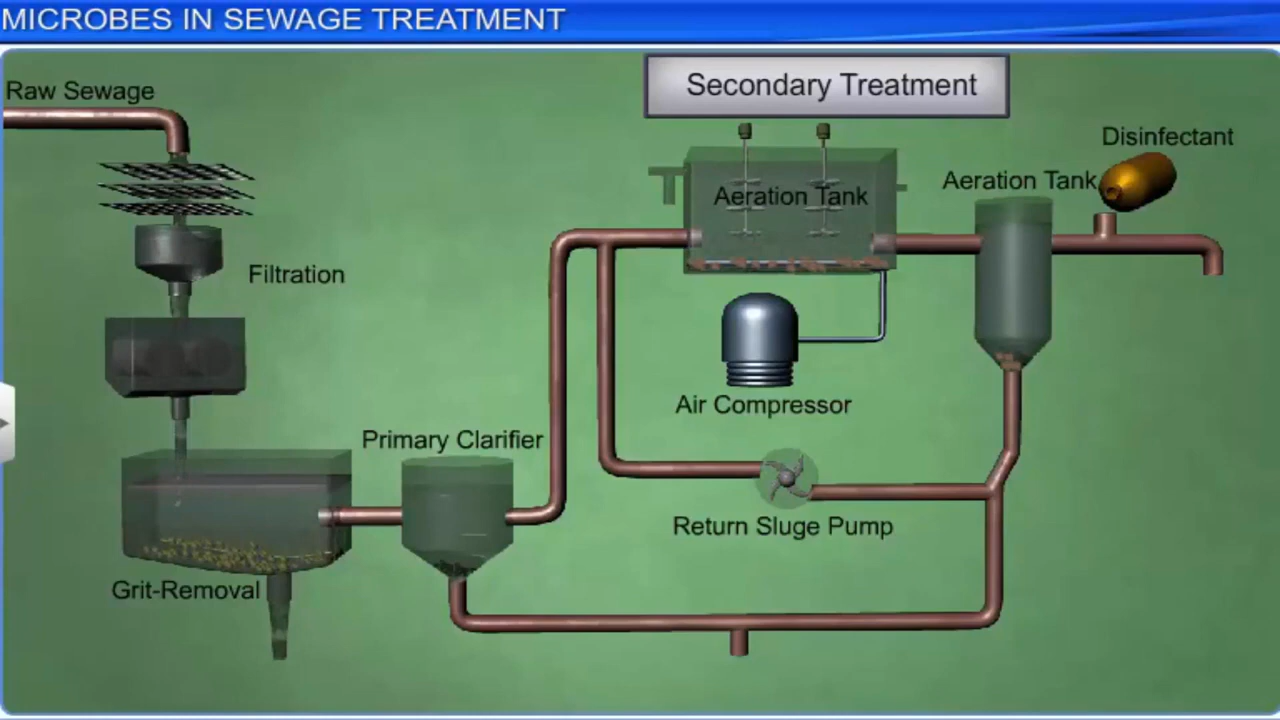 MICROBES IN SEWAGE TREATMENT
Raw Sewage
Secondary Treatment
Disinfectant
Aeration Tank
Aeration Tank
Filtration
Air Compressor
Primary Clarifier
Return Sluge Pump
Grit-Removal